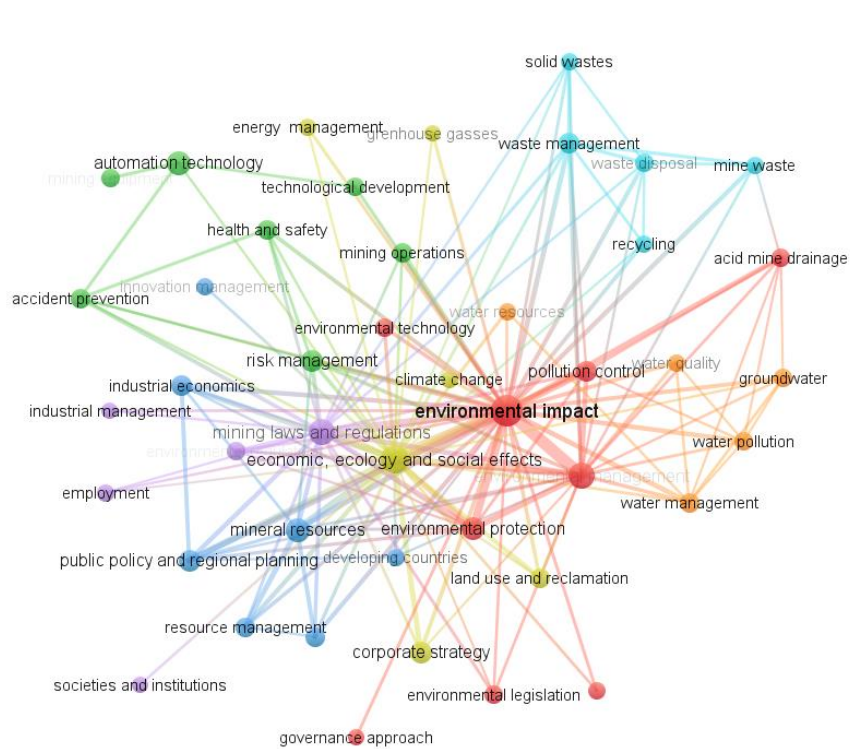 solid wastes
energy  management
grenhouse gasses
waste management
automation technology
waste disposal
mine waste
mining equipment
technological development
health and safety
recycling
mining operations
acid mine drainage
innovation management
accident prevention
water resources
environmental technology
risk management
water quality
pollution control
climate change
groundwater
industrial economics
industrial management
environmental impact
mining laws and regulations
water pollution
economic, ecology and social effects
environmental management
employment
water management
mineral resources
environmental protection
public policy and regional planning
developing countries
land use and reclamation
resource management
corporate strategy
societies and institutions
environmental legislation
governance approach